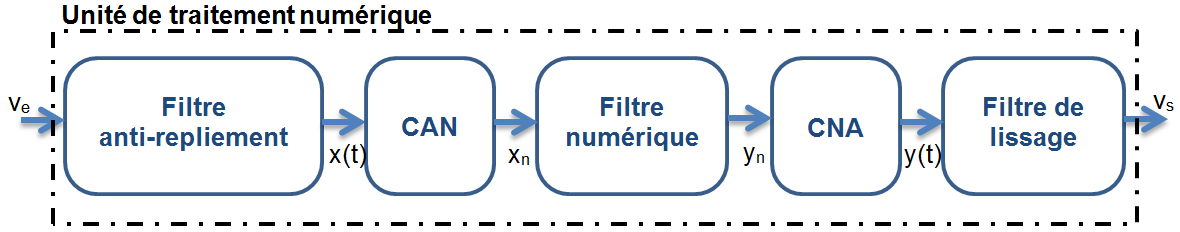 Unité de traitement numérique
ve
Filtre
anti-repliement
x(t)
CAN
xn
Filtre
numérique
yn
CNA
y(t)
Filtre de
lissage
vs